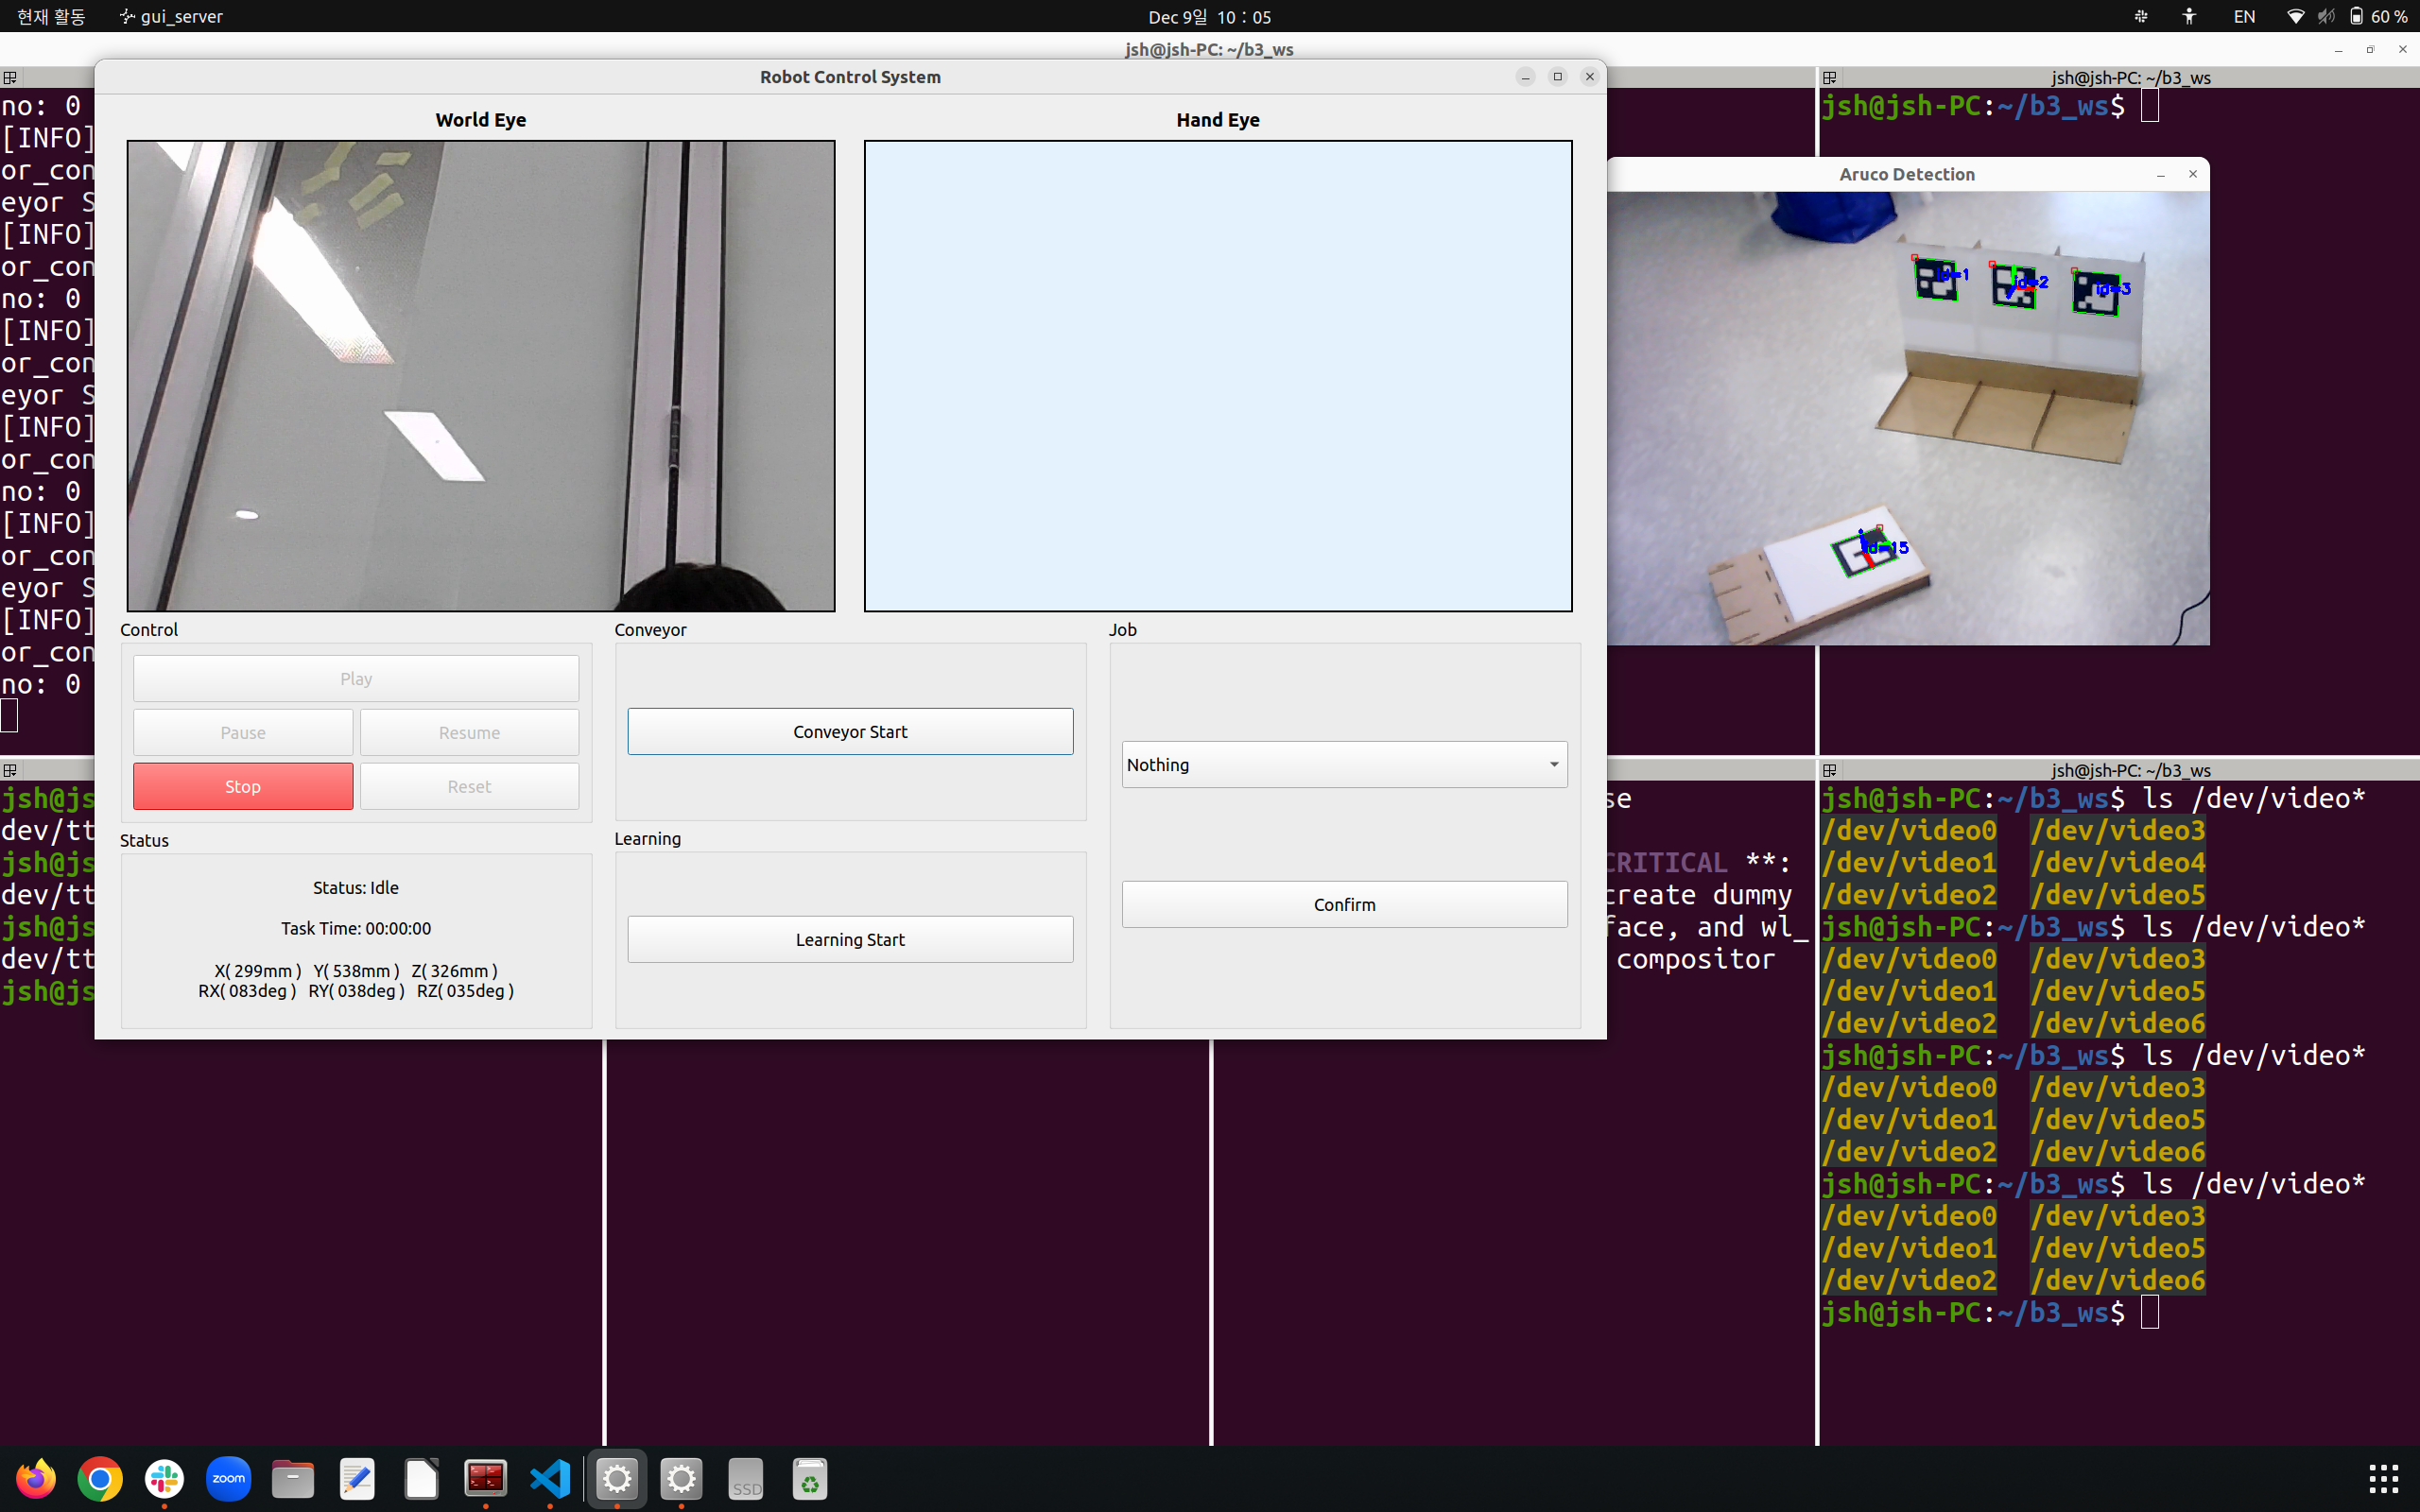 현재 활동
gui_server
Dec 9일 10 : 05
EN
60 %
jsh@jsh-PC: ~/b3_ws
Robot Control System
World Eye
Hand Eye
no: 0
[INFO]
or_con
eyor S
[INFO]
or_con
no: 0
[INFO]
or_con
eyor S
[INFO]
or_con
no: 0
[INFO]
or_con
eyor S
[INFO]
or_con
no: 0
Control
Play
Pause
Resume
Stop
Reset
Status
Status: Idle
Task Time: 00:00:00
X( 299mm ) Y( 538mm ) Z( 326mm )
RX( 083deg ) RY( 038deg ) RZ( 035deg )
Conveyor
Conveyor Start
Learning
Learning Start
Job
Nothing
Confirm
jsh@jsh-PC: ~/b3_ws
jsh@jsh-PC:~/b3_ws$
Aruco Detection
id=1
id=2
id=3
id=15
jsh@js
dev/tt
jsh@js
dev/tt
jsh@js
dev/tt
jsh@js
se
CRITICAL **:
create dummy
face, and wl_
compositor
jsh@jsh-PC: ~/b3_ws
jsh@jsh-PC:~/b3_ws$ ls /dev/video*
/dev/video0 /dev/video3
/dev/video1 /dev/video4
/dev/video2 /dev/video5
jsh@jsh-PC:~/b3_ws$ ls /dev/video*
/dev/video0 /dev/video3
/dev/video1 /dev/video5
/dev/video2 /dev/video6
jsh@jsh-PC:~/b3_ws$ ls /dev/video*
/dev/video0 /dev/video3
/dev/video1 /dev/video5
/dev/video2 /dev/video6
jsh@jsh-PC:~/b3_ws$ ls /dev/video*
/dev/video0 /dev/video3
/dev/video1 /dev/video5
/dev/video2 /dev/video6
jsh@jsh-PC:~/b3_ws$
zoom
SSD